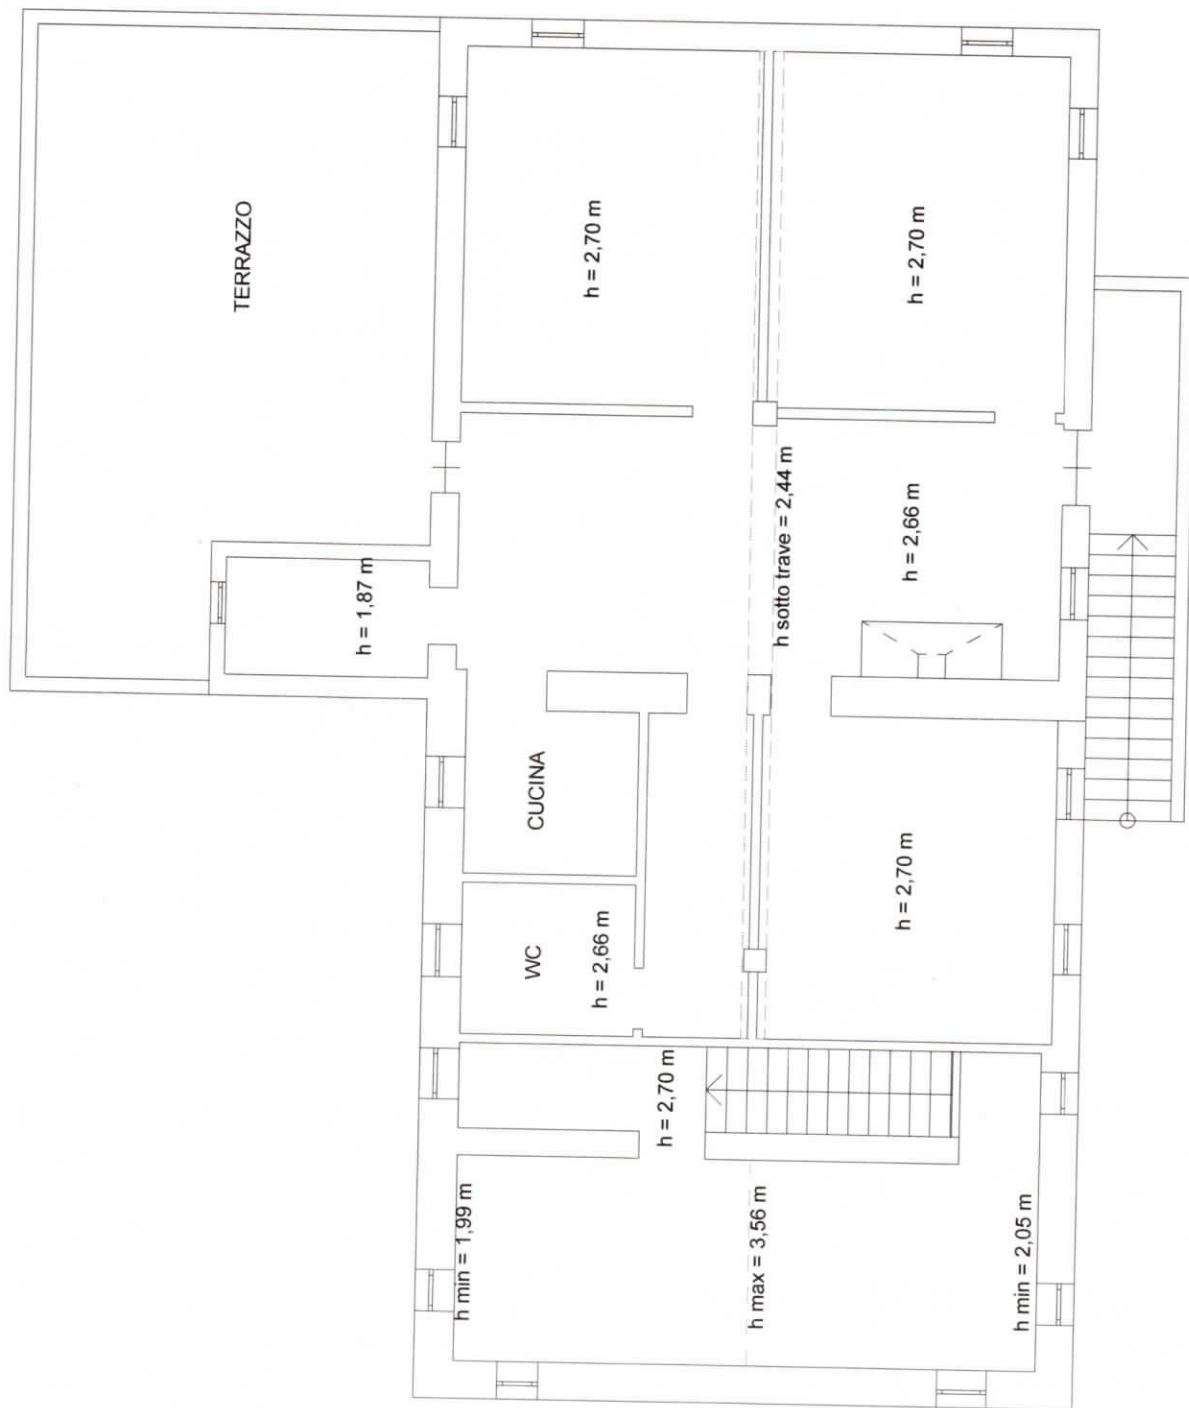 TERRAZZO
h = 2,70 m
h = 2,70 m
h = 1,87 m
h sotto trave = 2,44 m
h = 2,66 m
CUCINA
h = 2,70 m
WC
h = 2,66 m
h = 2,70 m
h min = 1,99 m
h max = 3,56 m
h min = 2,05 m